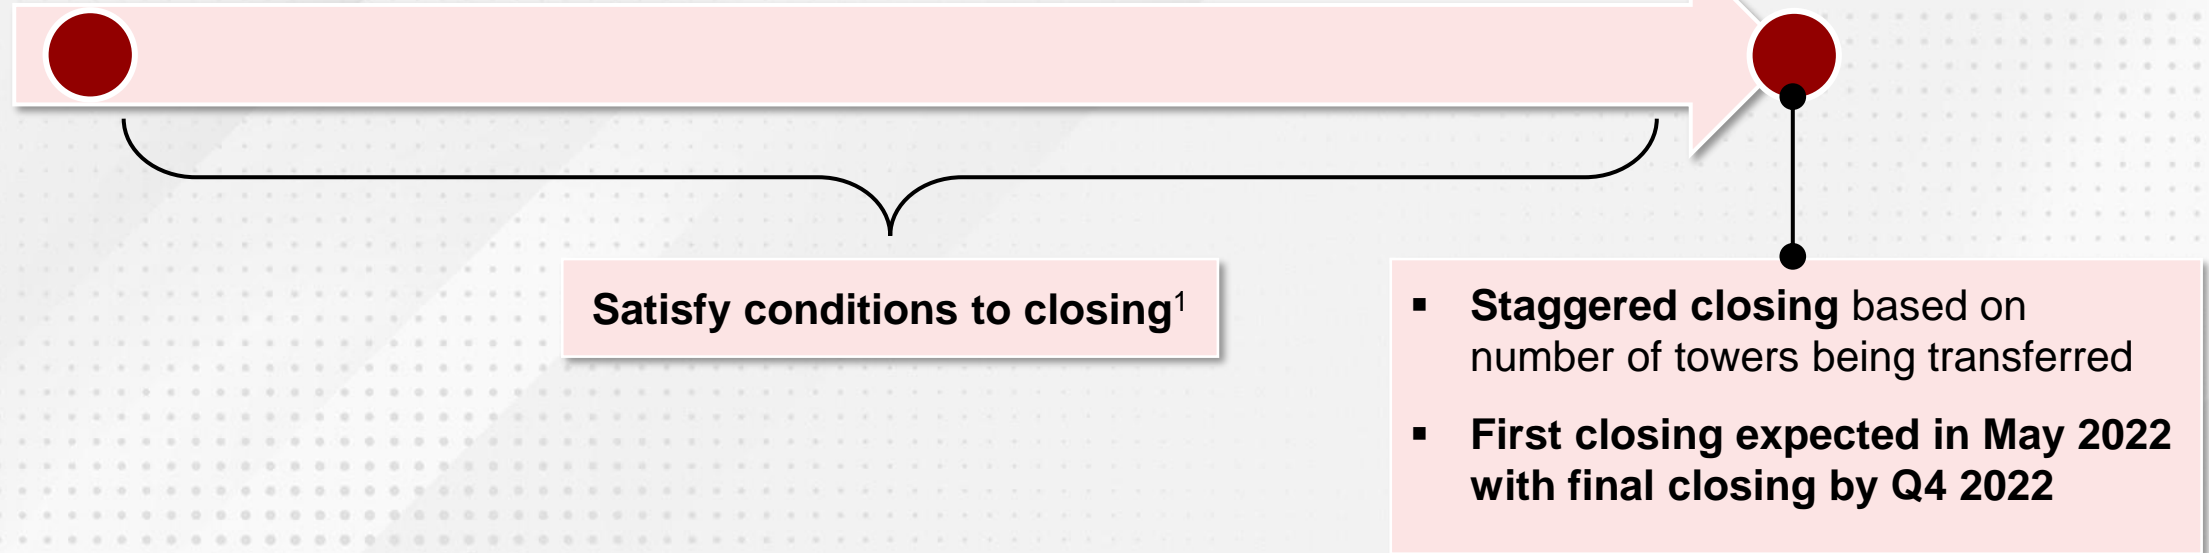 Satisfy conditions to closing¹
▪ Staggered closing based on
number of towers being transferred
▪ First closing expected in May 2022
with final closing by Q4 2022